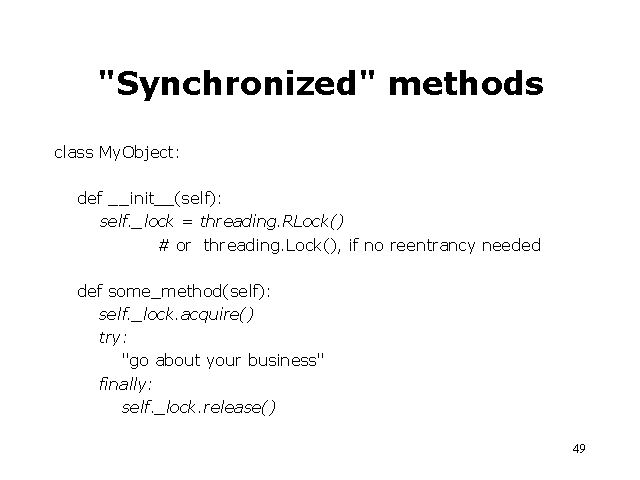 "Synchronized" methods
class MyObject:
def __init__(self):
self._lock = threading.RLock()
# or  threading.Lock(), if no reentrancy needed
def some_method(self):
self._lock.acquire()
try:
"go about your business"
finally:
self._lock.release()
49